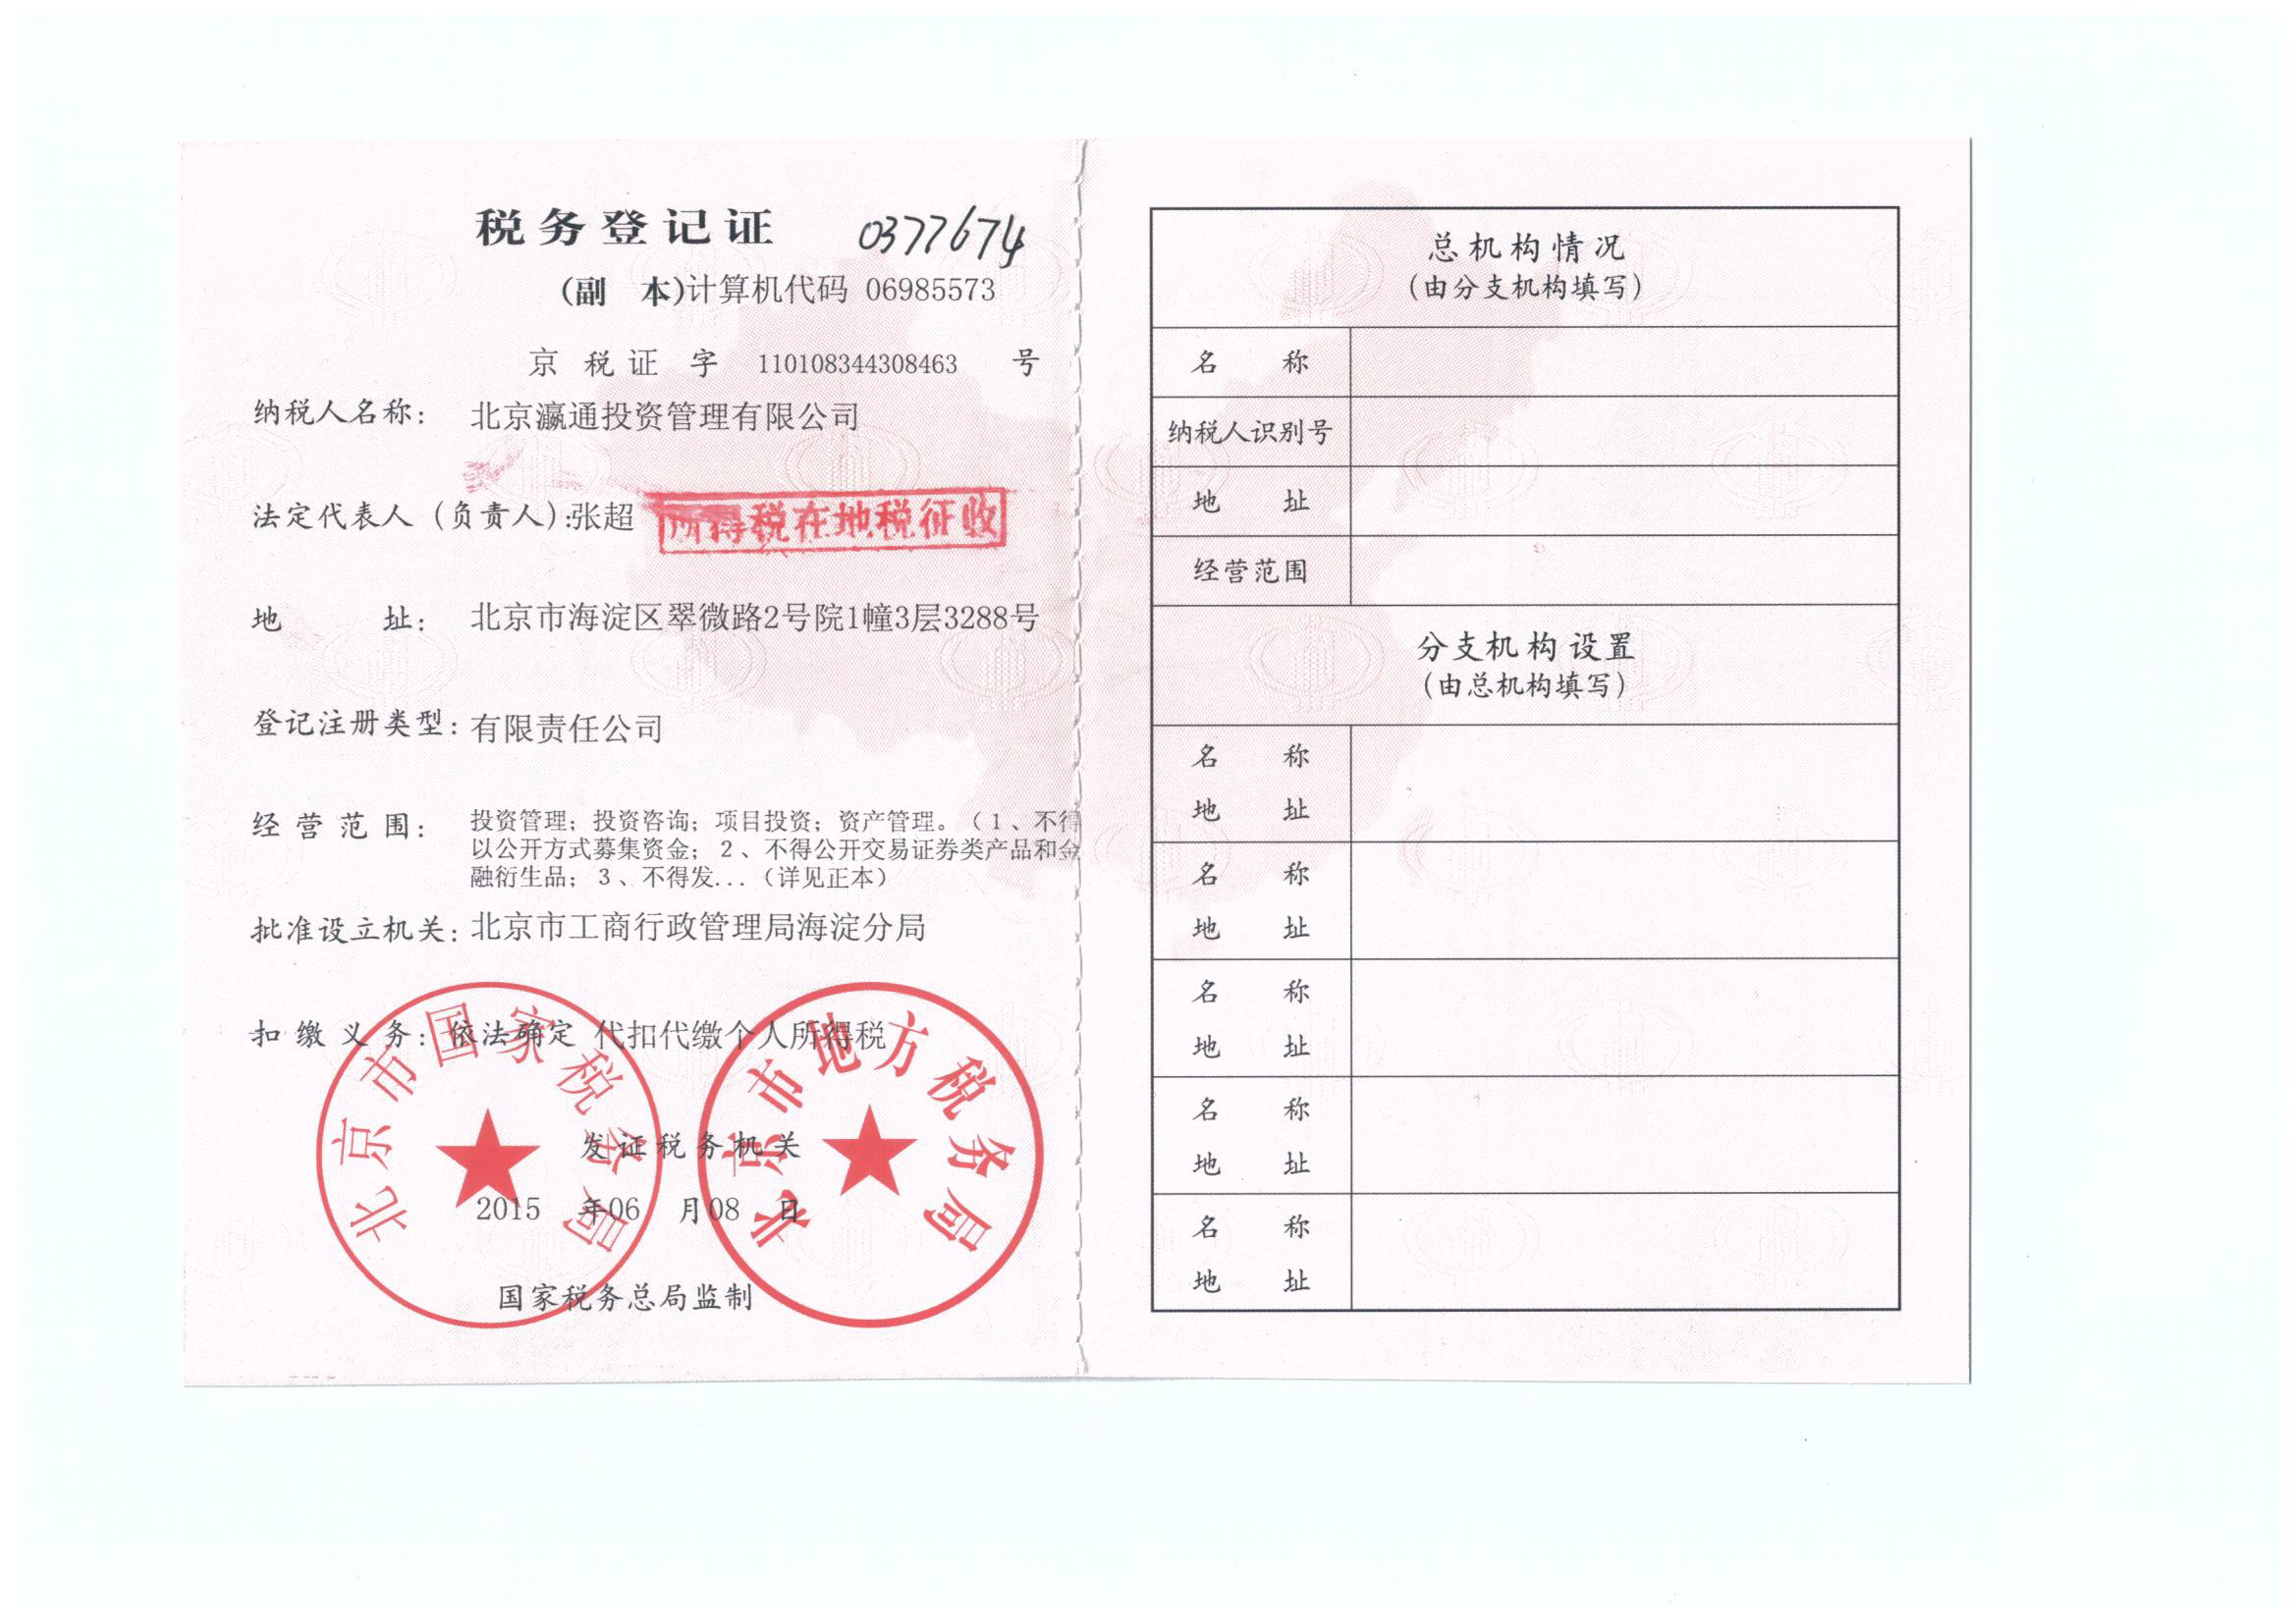 税务登记证 0377674
(副 本)计算机代码 06985573
京 税 证 字 110108344308463 号
纳税人名称: 北京瀛通投资管理有限公司
法定代表人(负责人):张超
所得税在地税征收
地 址: 北京市海淀区翠微路2号院1幢3层3288号
登记注册类型: 有限责任公司
经营范围: 投资管理;投资咨询;项目投资;资产管理。(1、不得
以公开方式募集资金;2、不得公开交易证券类产品和金
融衍生品;3、不得发...(详见正本)
批准设立机关: 北京市工商行政管理局海淀分局
扣缴义务: 依法确定 代扣代缴个人所得税
北京市国家税务局
北京市地方税务局
发证税务机关
2015 年06 月08 日
国家税务总局监制
总机构情况
(由分支机构填写)
名 称
纳税人识别号
地 址
经营范围
分支机构设置
(由总机构填写)
名 称
地 址
名 称
地 址
名 称
地 址
名 称
地 址
名 称
地 址